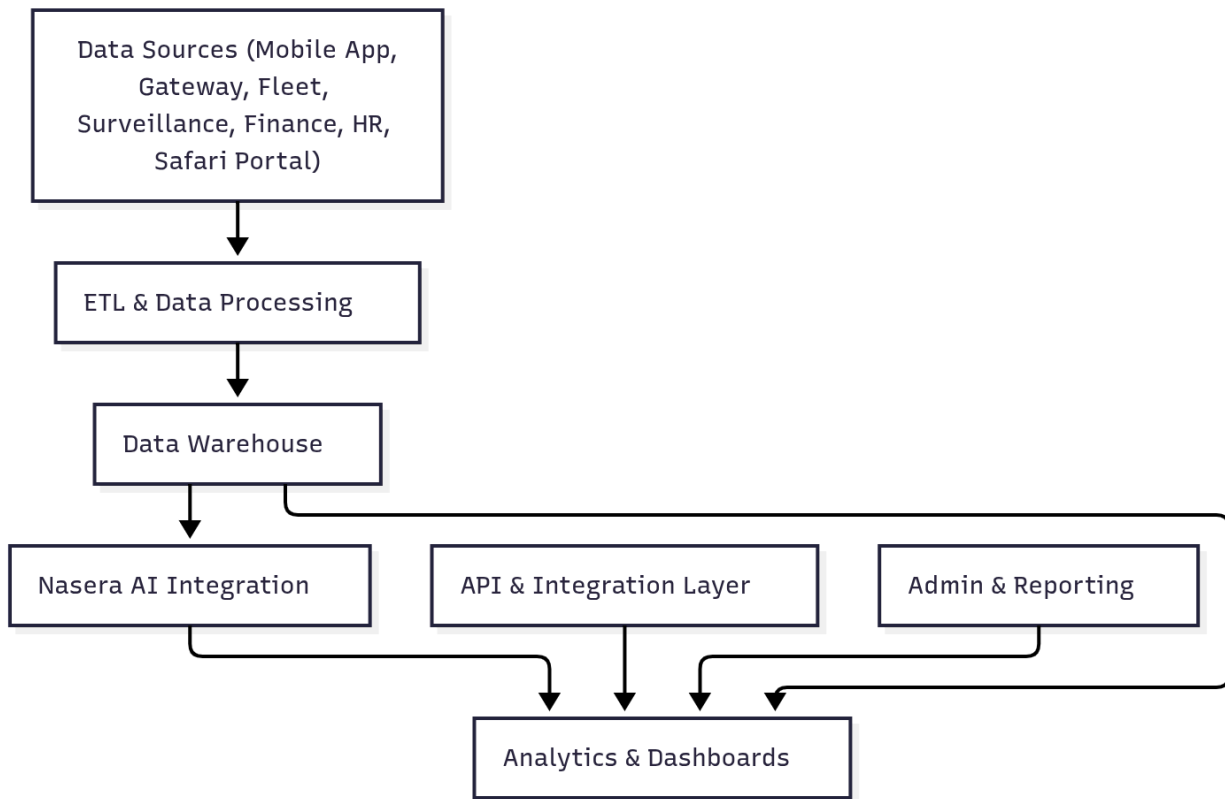 Data Sources (Mobile App,
Gateway, Fleet,
Surveillance, Finance, HR,
Safari Portal)
ETL & Data Processing
Data Warehouse
Nasera AI Integration
API & Integration Layer
Admin & Reporting
Analytics & Dashboards